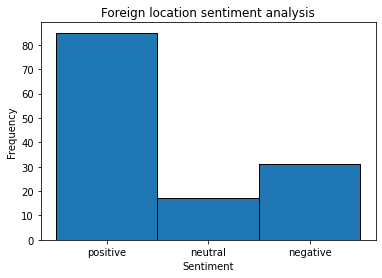 Foreign location sentiment analysis
Frequency
80
70
60
50
40
30
20
10
0
positive neutral negative
Sentiment